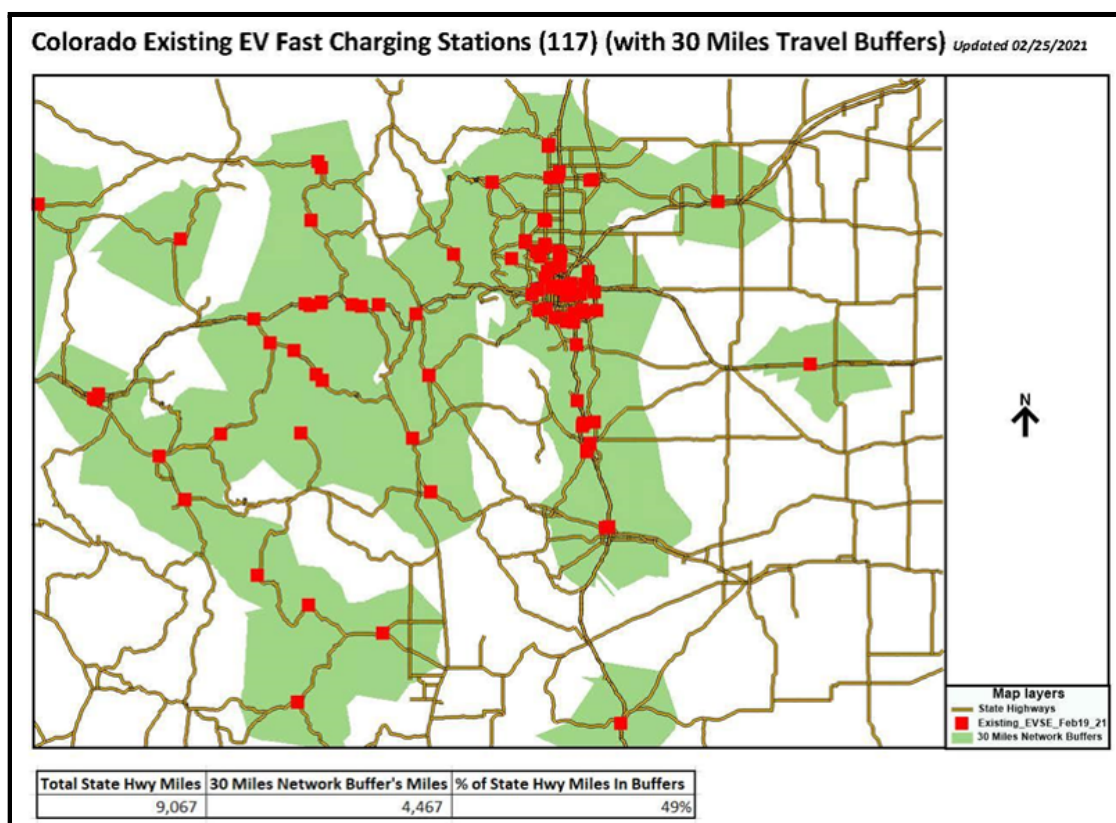 Colorado Existing EV Fast Charging Stations (117) (with 30 Miles Travel Buffers) Updated 02/25/2021
N
Map layers
State Highways
Existing_EVSE_Feb19_21
30 Miles Network Buffers
Total State Hwy Miles 30 Miles Network Buffer's Miles % of State Hwy Miles In Buffers
9,067 4,467 49%